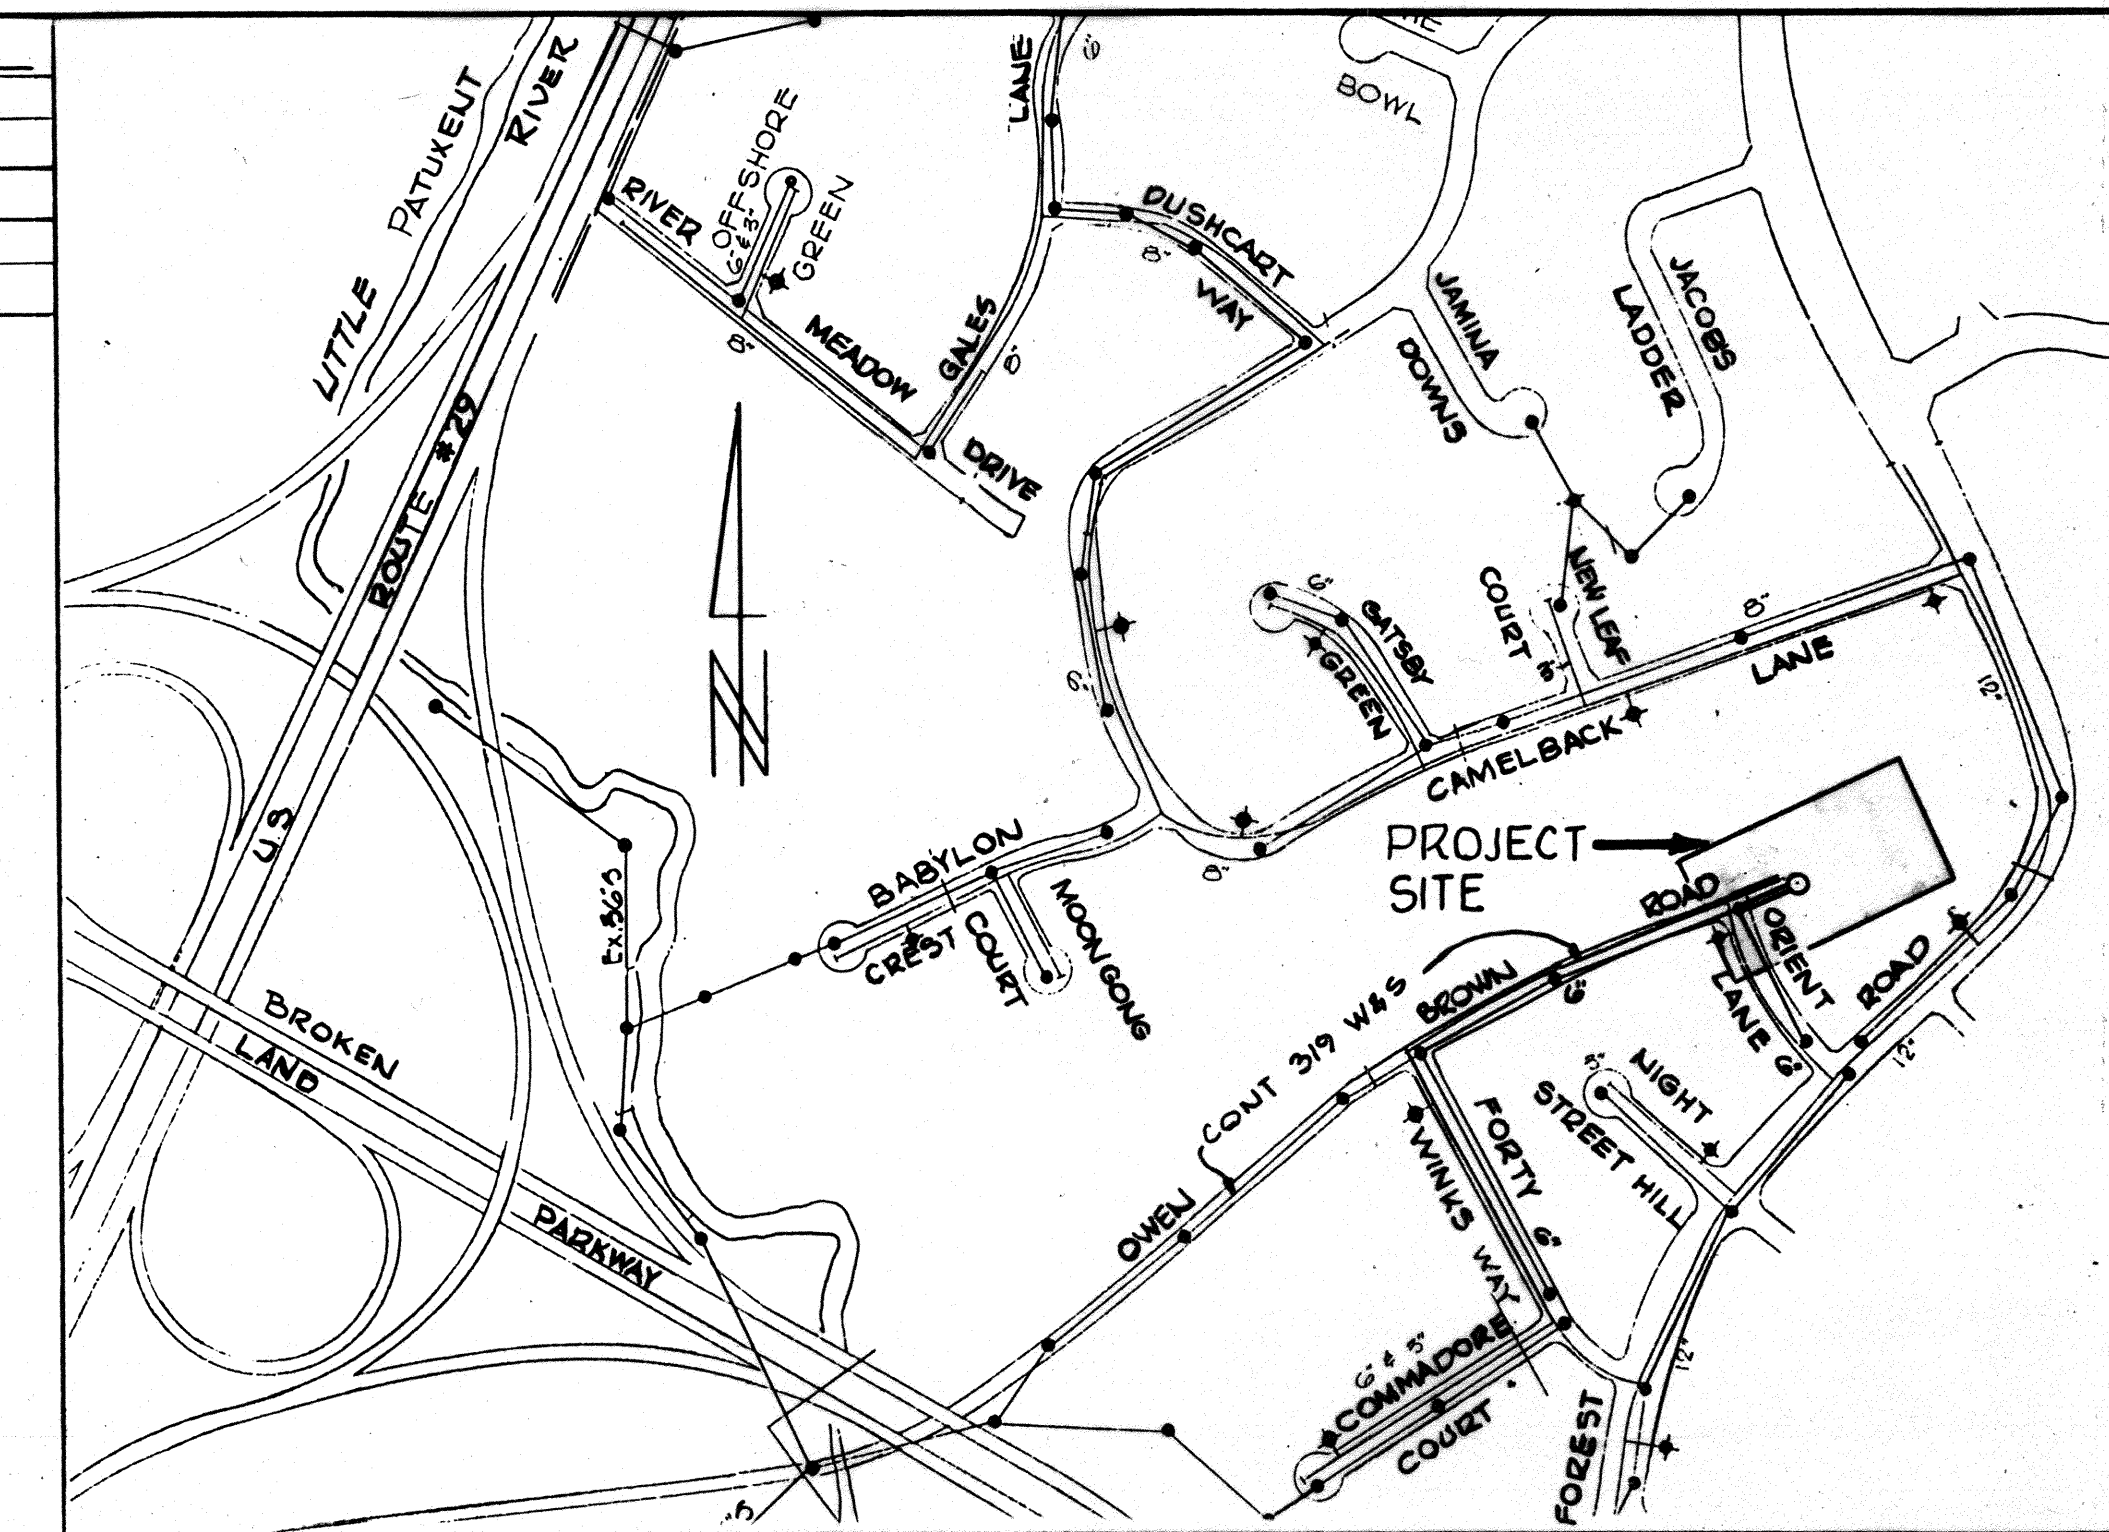 LITTLE PATUXENT
RIVER
U.S ROUTE #29
RIVER
MEADOW
DRIVE
8"
OFFSHORE
GREEN
6" & 3"
GALES
LANE
8"
DUSHCART
WAY
8"
BOWL
JAMINA
DOWNS
JACOBS
LADDER
6"
GATSBY
GREEN
6"
COURT
NEW LEAF
3"
8"
CAMELBACK
LANE
8"
12"
BABYLON
CREST
COURT
MOONGONG
Ex. 36"S
BROKEN
LAND
PARKWAY
PROJECT
SITE
OWEN
BROWN
ROAD
6"
CONT 319 W&S
ORIENT
LANE
6"
ROAD
12"
NIGHT
STREET HILL
3"
FORTY
WINKS
WAY
6"
6" & 3"
COMMADORE
COURT
12"
FOREST